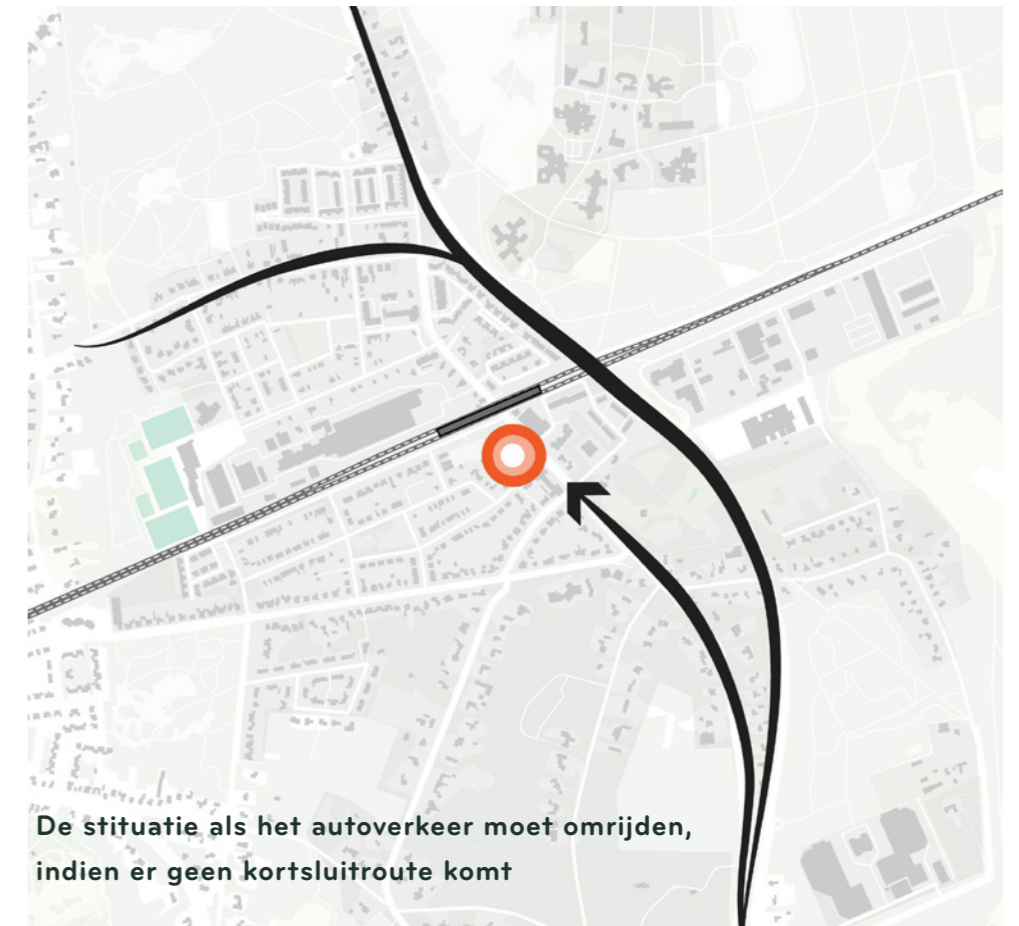 De stituatie als het autoverkeer moet omrijden,
indien er geen kortsluitroute komt